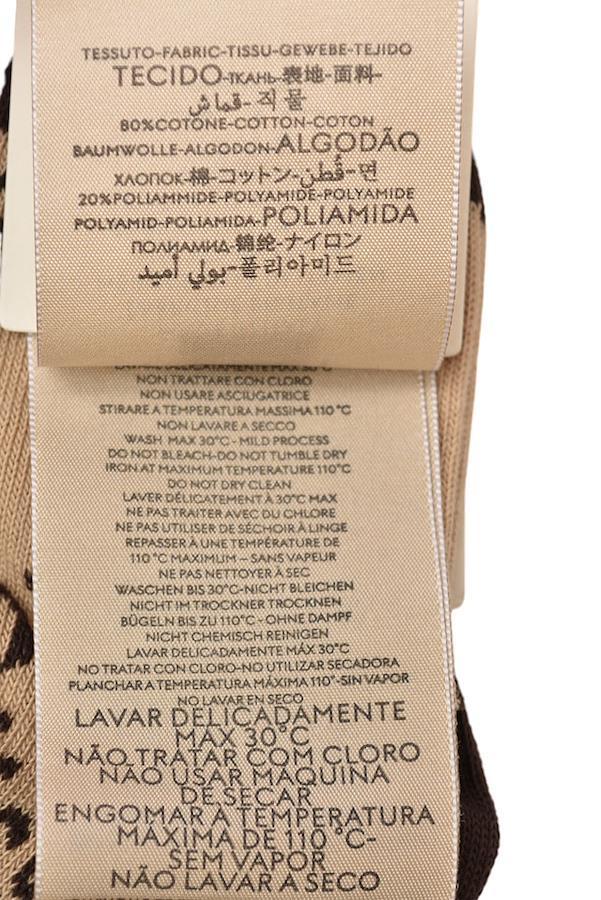 TESSUTO-FABRIC-TISSU-GEWEBE-TEJIDO
TECIDO-ТКАНЬ-表地-面料-
قماش-직물
80%COTONE-COTTON-COTON
BAUMWOLLE-ALGODON-ALGODÃO
ХЛОПОК-棉-コットン-قُطن-면
20%POLIAMMIDE-POLYAMIDE-POLYAMIDE
POLYAMID-POLIAMIDA-POLIAMIDA
ПОЛИАМИД-锦纶-ナイロン
بولي أميد-폴리아미드
LAVARE DELICATAMENTE MAX 30°C
NON TRATTARE CON CLORO
NON USARE ASCIUGATRICE
STIRARE A TEMPERATURA MASSIMA 110 °C
NON LAVARE A SECCO
WASH MAX 30°C - MILD PROCESS
DO NOT BLEACH-DO NOT TUMBLE DRY
IRON AT MAXIMUM TEMPERATURE 110°C
DO NOT DRY CLEAN
LAVER DÉLICATEMENT À 30°C MAX
NE PAS TRAITER AVEC DU CHLORE
NE PAS UTILISER DE SÉCHOIR À LINGE
REPASSER À UNE TEMPÉRATURE DE
110 °C MAXIMUM – SANS VAPEUR
NE PAS NETTOYER À SEC
WASCHEN BIS 30°C-NICHT BLEICHEN
NICHT IM TROCKNER TROCKNEN
BÜGELN BIS ZU 110°C - OHNE DAMPF
NICHT CHEMISCH REINIGEN
LAVAR DELICADAMENTE MÁX 30°C
NO TRATAR CON CLORO-NO UTILIZAR SECADORA
PLANCHAR A TEMPERATURA MÁXIMA 110°-SIN VAPOR
NO LAVAR EN SECO
LAVAR DELICADAMENTE
MÁX 30°C
NÃO TRATAR COM CLORO
NÃO USAR MÁQUINA
DE SECAR
ENGOMAR A TEMPERATURA
MÁXIMA DE 110 °C-
SEM VAPOR
NÃO LAVAR A SECO